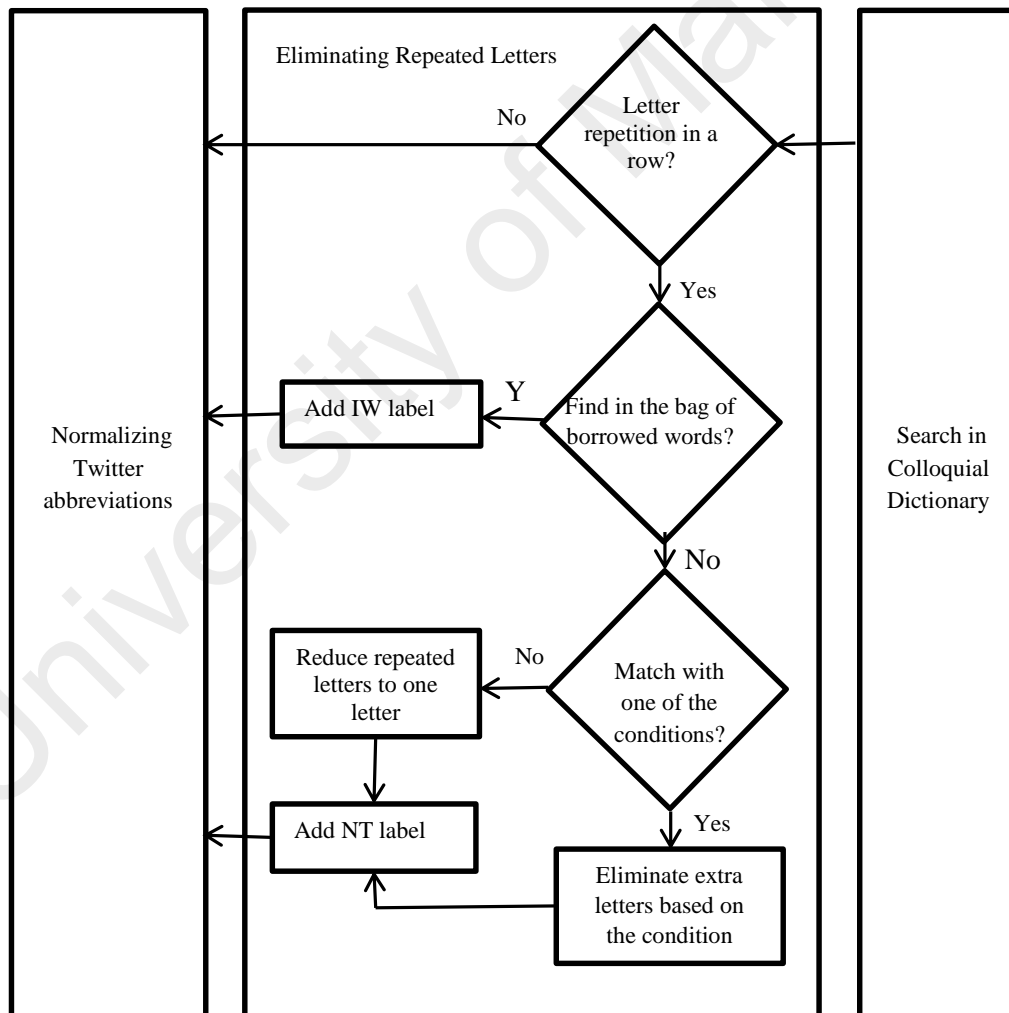 Eliminating Repeated Letters
Letter
repetition in a
row?
No
Yes
Find in the bag of
borrowed words?
Y
Add IW label
Normalizing
Twitter
abbreviations
Search in
Colloquial
Dictionary
No
Match with
one of the
conditions?
No
Reduce repeated
letters to one
letter
Add NT label
Yes
Eliminate extra
letters based on
the condition
University of